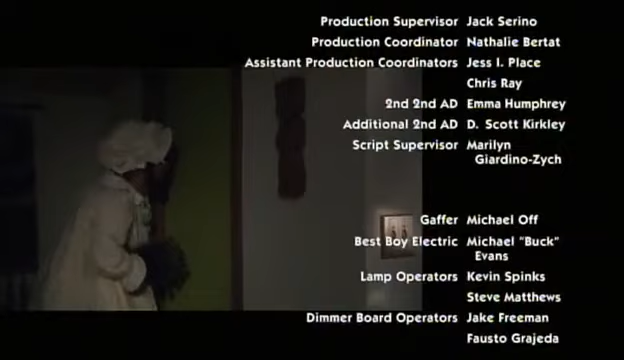 Production Supervisor Jack Serino
Production Coordinator Nathalie Bertat
Assistant Production Coordinators Jess I. Place
Chris Ray
2nd 2nd AD Emma Humphrey
Additional 2nd AD D. Scott Kirkley
Script Supervisor Marilyn
Giardino-Zych
Gaffer Michael Off
Best Boy Electric Michael "Buck"
Evans
Lamp Operators Kevin Spinks
Steve Matthews
Dimmer Board Operators Jake Freeman
Fausto Grajeda